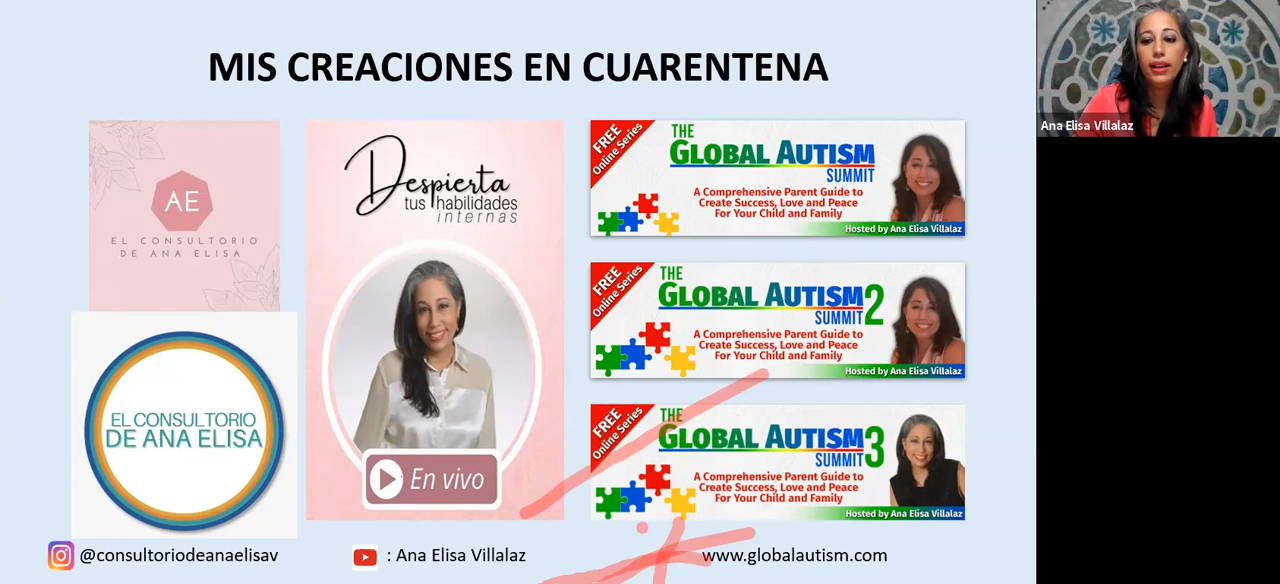 MIS CREACIONES EN CUARENTENA
AE
EL CONSULTORIO
DE ANA ELISA
EL CONSULTORIO
DE ANA ELISA
Despierta
tus habilidades
internas
En vivo
FREE
Online Series
THE
GLOBAL AUTISM
SUMMIT
A Comprehensive Parent Guide to
Create Success, Love and Peace
For Your Child and Family
Hosted by Ana Elisa Villalaz
FREE
Online Series
THE
GLOBAL AUTISM 2
SUMMIT
A Comprehensive Parent Guide to
Create Success, Love and Peace
For Your Child and Family
Hosted by Ana Elisa Villalaz
FREE
Online Series
THE
GLOBAL AUTISM 3
SUMMIT
A Comprehensive Parent Guide to
Create Success, Love and Peace
For Your Child and Family
Hosted by Ana Elisa Villalaz
@consultoriodeanaelisav
: Ana Elisa Villalaz
www.globalautism.com
Ana Elisa Villalaz